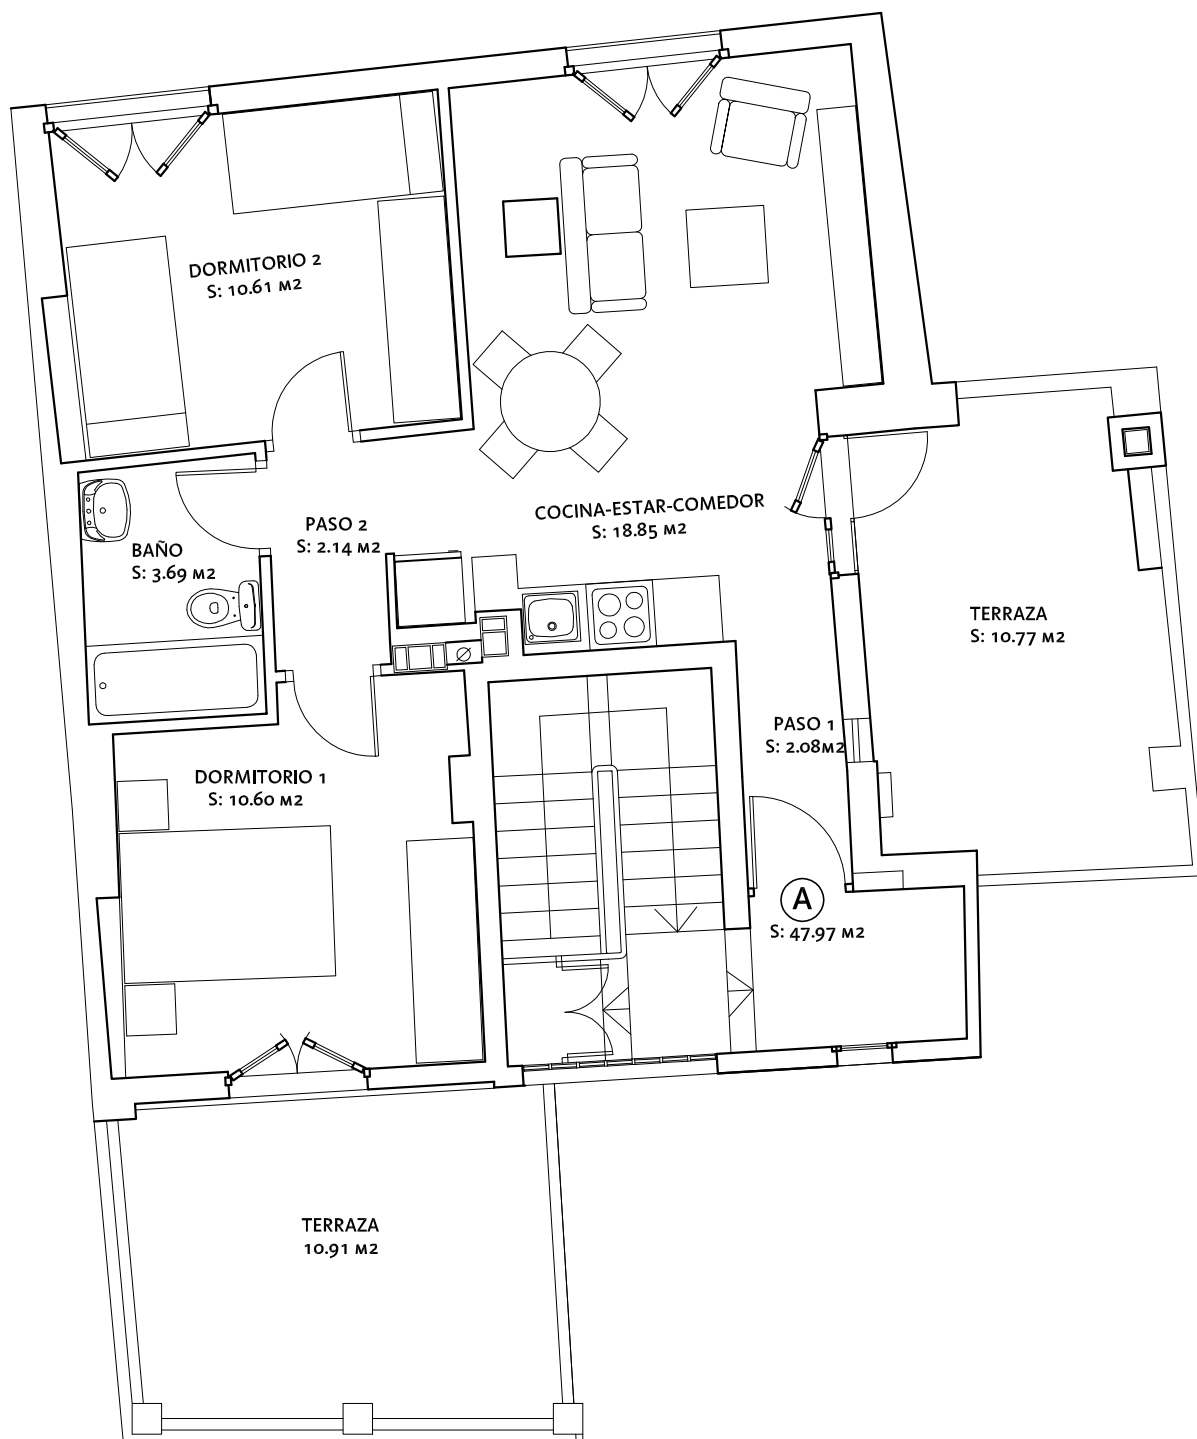 DORMITORIO 2
S: 10.61 M2
COCINA-ESTAR-COMEDOR
S: 18.85 M2
PASO 2
S: 2.14 M2
BAÑO
S: 3.69 M2
TERRAZA
S: 10.77 M2
PASO 1
S: 2.08M2
DORMITORIO 1
S: 10.60 M2
A
S: 47.97 M2
TERRAZA
10.91 M2